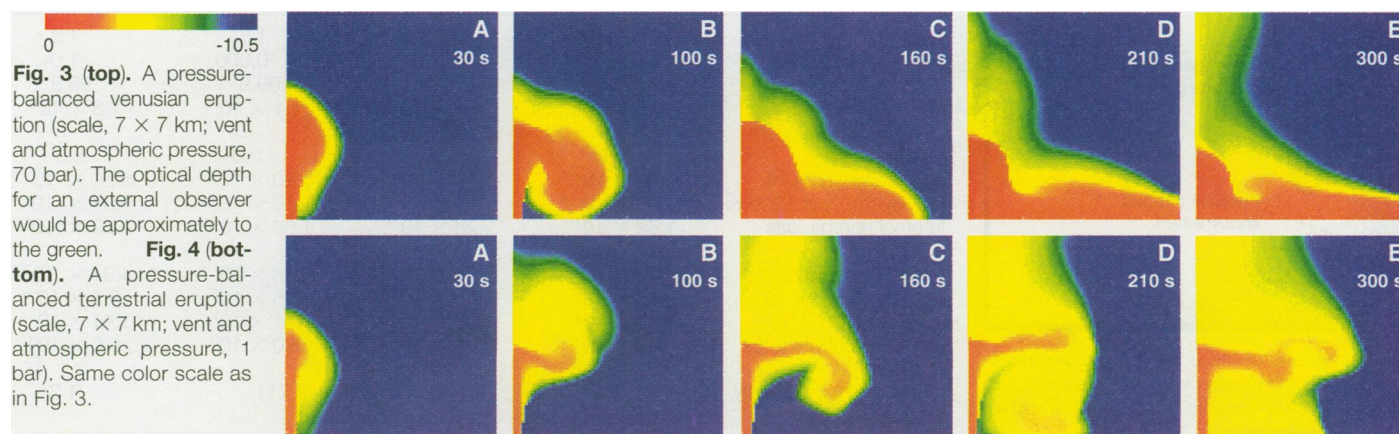 0 -10.5
Fig. 3 (top). A pressure-
balanced venusian erup-
tion (scale, 7 × 7 km; vent
and atmospheric pressure,
70 bar). The optical depth
for an external observer
would be approximately to
the green. Fig. 4 (bot-
tom). A pressure-bal-
anced terrestrial eruption
(scale, 7 × 7 km; vent and
atmospheric pressure, 1
bar). Same color scale as
in Fig. 3.
A
30 s
B
100 s
C
160 s
D
210 s
E
300 s
A
30 s
B
100 s
C
160 s
D
210 s
E
300 s